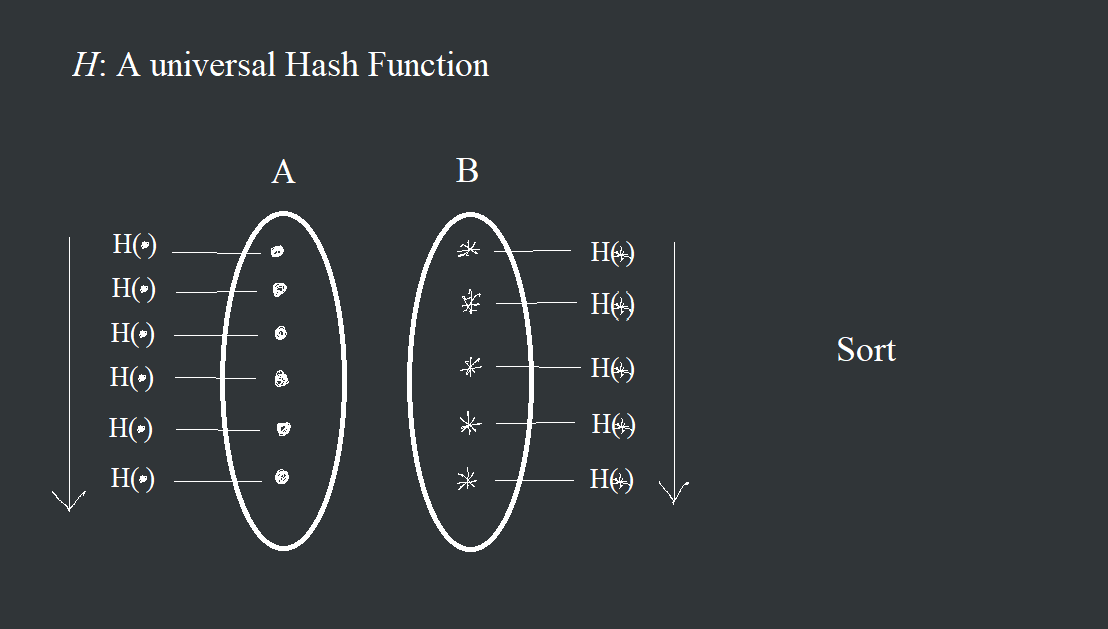 H: A universal Hash Function
A B
H(•) H(*)
H(•) H(*)
H(•) H(*)
H(•) H(*)
H(•) H(*)
H(•)
Sort